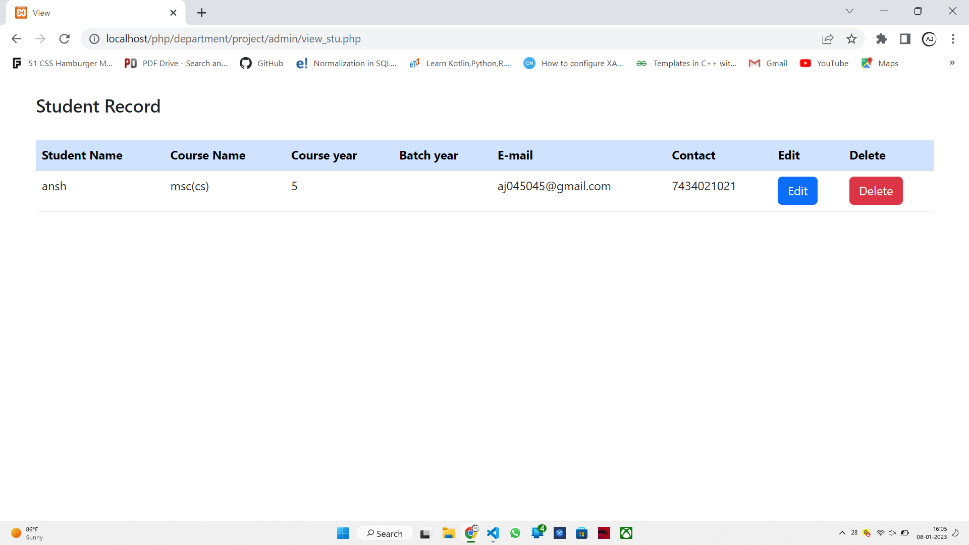 View
localhost/php/department/project/admin/view_stu.php
51 CSS Hamburger M... PDF Drive - Search an... GitHub Normalization in SQL... Learn Kotlin,Python,R,... How to configure XA... Templates in C++ wit... Gmail YouTube Maps »
Student Record
Student Name Course Name Course year Batch year E-mail Contact Edit Delete
ansh msc(cs) 5 aj045045@gmail.com 7434021021 Edit Delete
86°F
Sunny
Search
4
28
16:05
08-01-2023